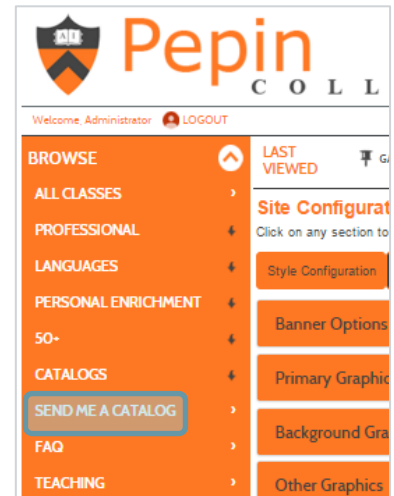 Pepin
C O L L
Welcome, Administrator LOGOUT
BROWSE
ALL CLASSES
PROFESSIONAL
LANGUAGES
PERSONAL ENRICHMENT
50+
CATALOGS
SEND ME A CATALOG
FAQ
TEACHING
LAST
VIEWED
Site Configurat
Click on any section to
Style Configuration
Banner Options
Primary Graphic
Background Gra
Other Graphics